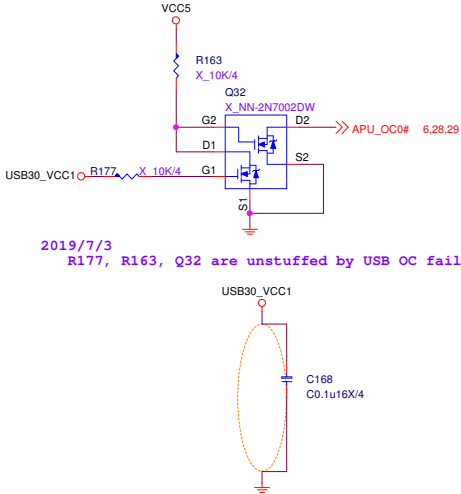 VCC5
R163
X_10K/4
Q32
X_NN-2N7002DW
G2
D2
APU_OC0# 6,28,29
D1
S2
USB30_VCC1
R177
X_10K/4
G1
S1
2019/7/3
R177, R163, Q32 are unstuffed by USB OC fail
USB30_VCC1
C168
C0.1u16X/4